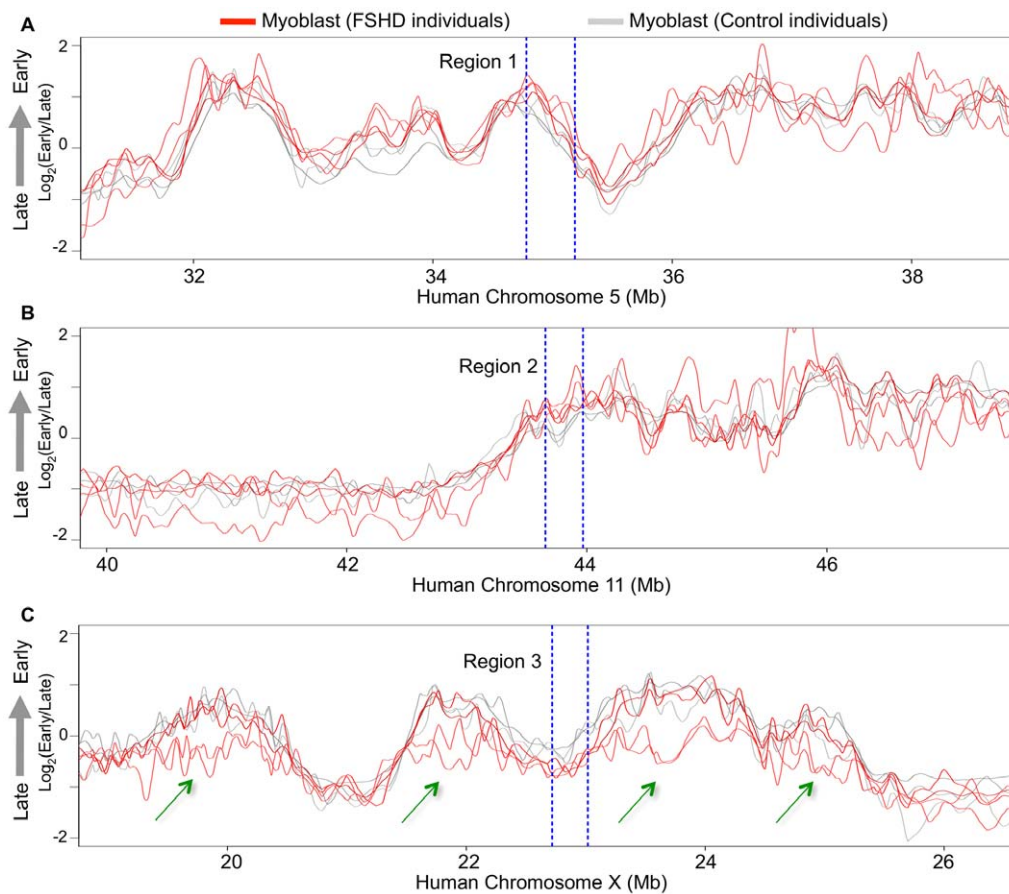 Myoblast (FSHD individuals) Myoblast (Control individuals)
A
Late Early
Log2(Early/Late)
2
0
-2
Region 1
32 34 36 38
Human Chromosome 5 (Mb)
B
Late Early
Log2(Early/Late)
2
0
-2
Region 2
40 42 44 46
Human Chromosome 11 (Mb)
C
Late Early
Log2(Early/Late)
2
0
-2
Region 3
20 22 24 26
Human Chromosome X (Mb)